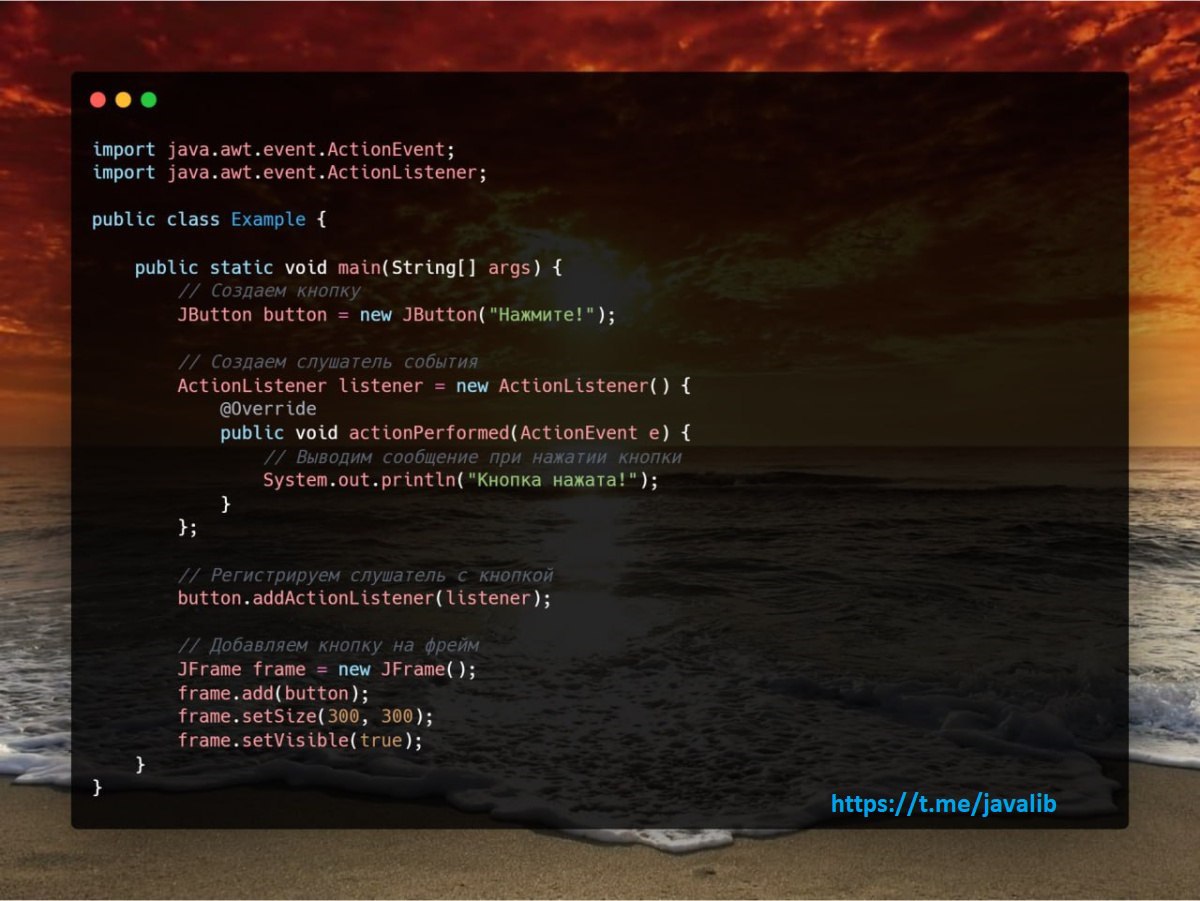 import java.awt.event.ActionEvent;
import java.awt.event.ActionListener;
public class Example {
public static void main(String[] args) {
// Создаем кнопку
JButton button = new JButton("Нажмите!");
// Создаем слушатель события
ActionListener listener = new ActionListener() {
@Override
public void actionPerformed(ActionEvent e) {
// Выводим сообщение при нажатии кнопки
System.out.println("Кнопка нажата!");
}
};
// Регистрируем слушатель с кнопкой
button.addActionListener(listener);
// Добавляем кнопку на фрейм
JFrame frame = new JFrame();
frame.add(button);
frame.setSize(300, 300);
frame.setVisible(true);
}
}
https://t.me/javalib